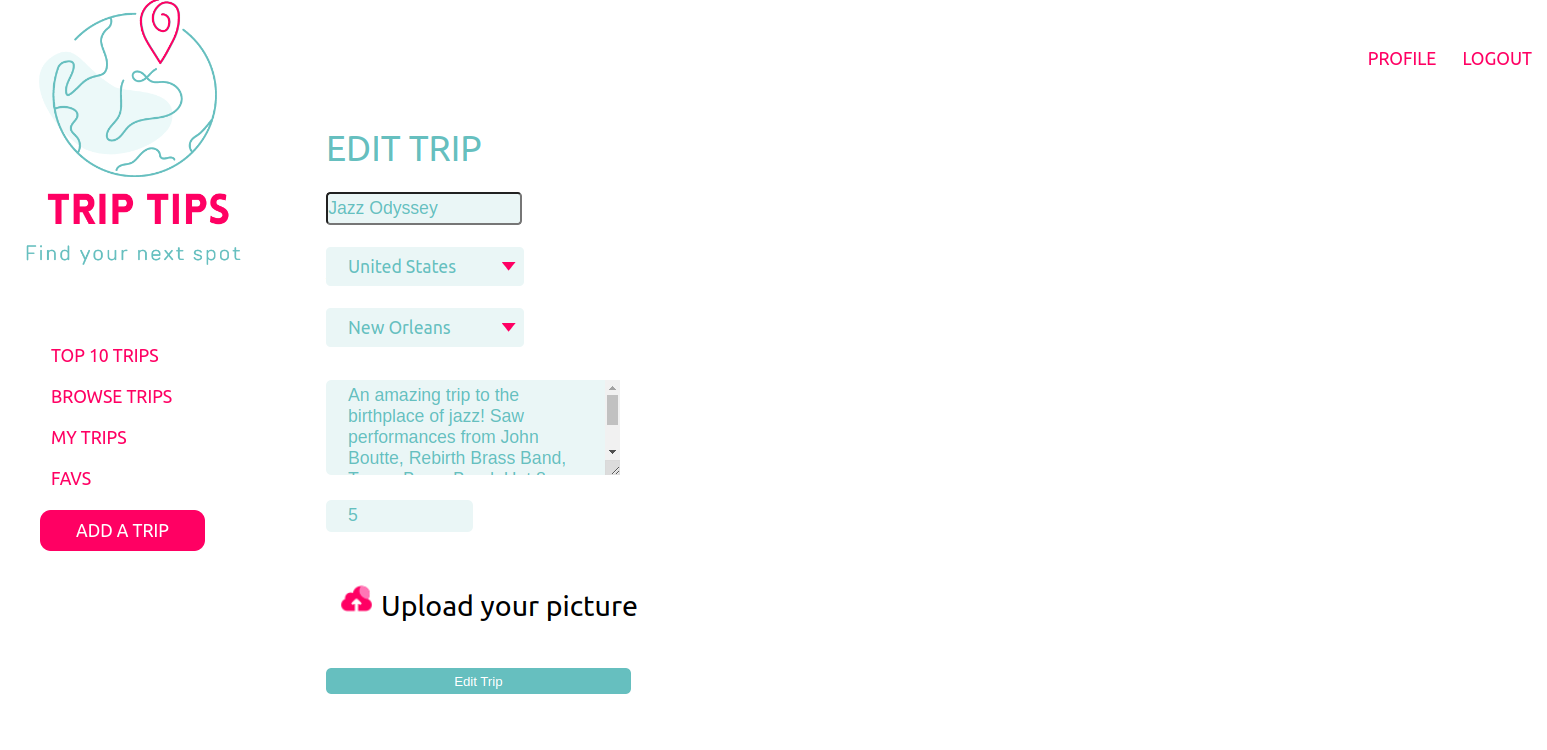 PROFILE LOGOUT
TRIP TIPS
Find your next spot
TOP 10 TRIPS
BROWSE TRIPS
MY TRIPS
FAVS
ADD A TRIP
EDIT TRIP
Jazz Odyssey
United States
New Orleans
An amazing trip to the
birthplace of jazz! Saw
performances from John
Boutte, Rebirth Brass Band,
5
Upload your picture
Edit Trip